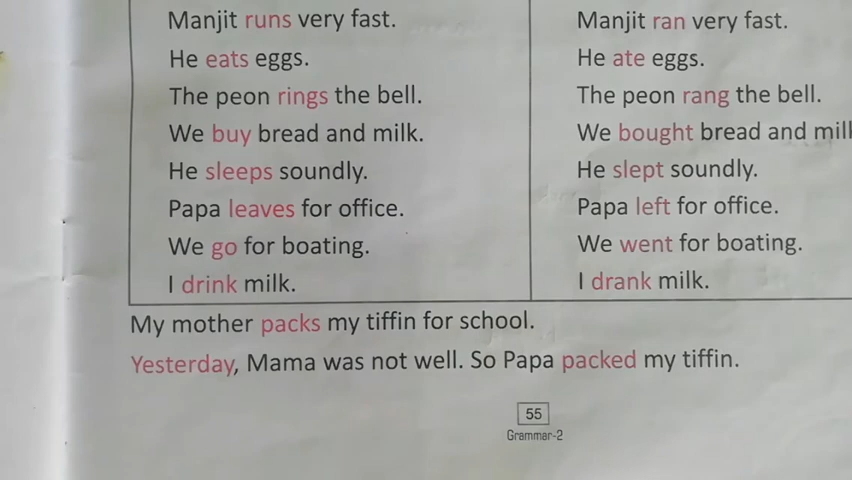 Manjit runs very fast.
He eats eggs.
The peon rings the bell.
We buy bread and milk.
He sleeps soundly.
Papa leaves for office.
We go for boating.
I drink milk.
Manjit ran very fast.
He ate eggs.
The peon rang the bell.
We bought bread and milk
He slept soundly.
Papa left for office.
We went for boating.
I drank milk.
My mother packs my tiffin for school.
Yesterday, Mama was not well. So Papa packed my tiffin.
55
Grammar-2